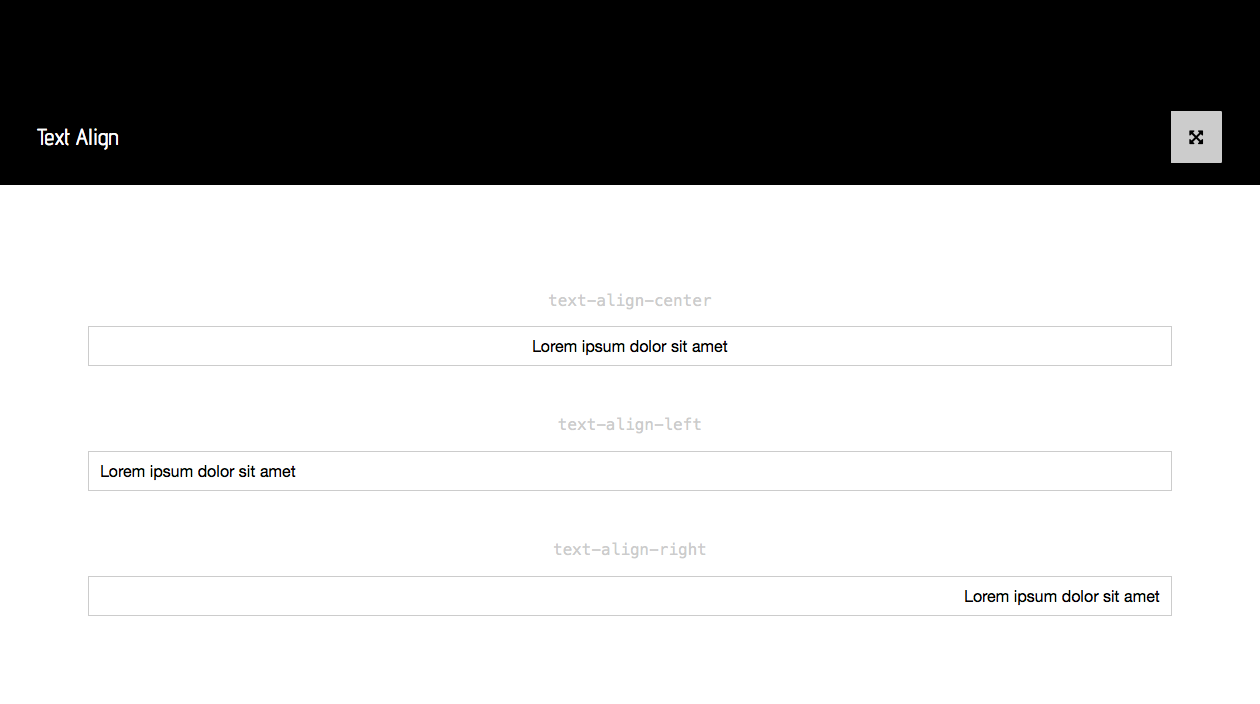 Text Align
text-align-center
Lorem ipsum dolor sit amet
text-align-left
Lorem ipsum dolor sit amet
text-align-right
Lorem ipsum dolor sit amet